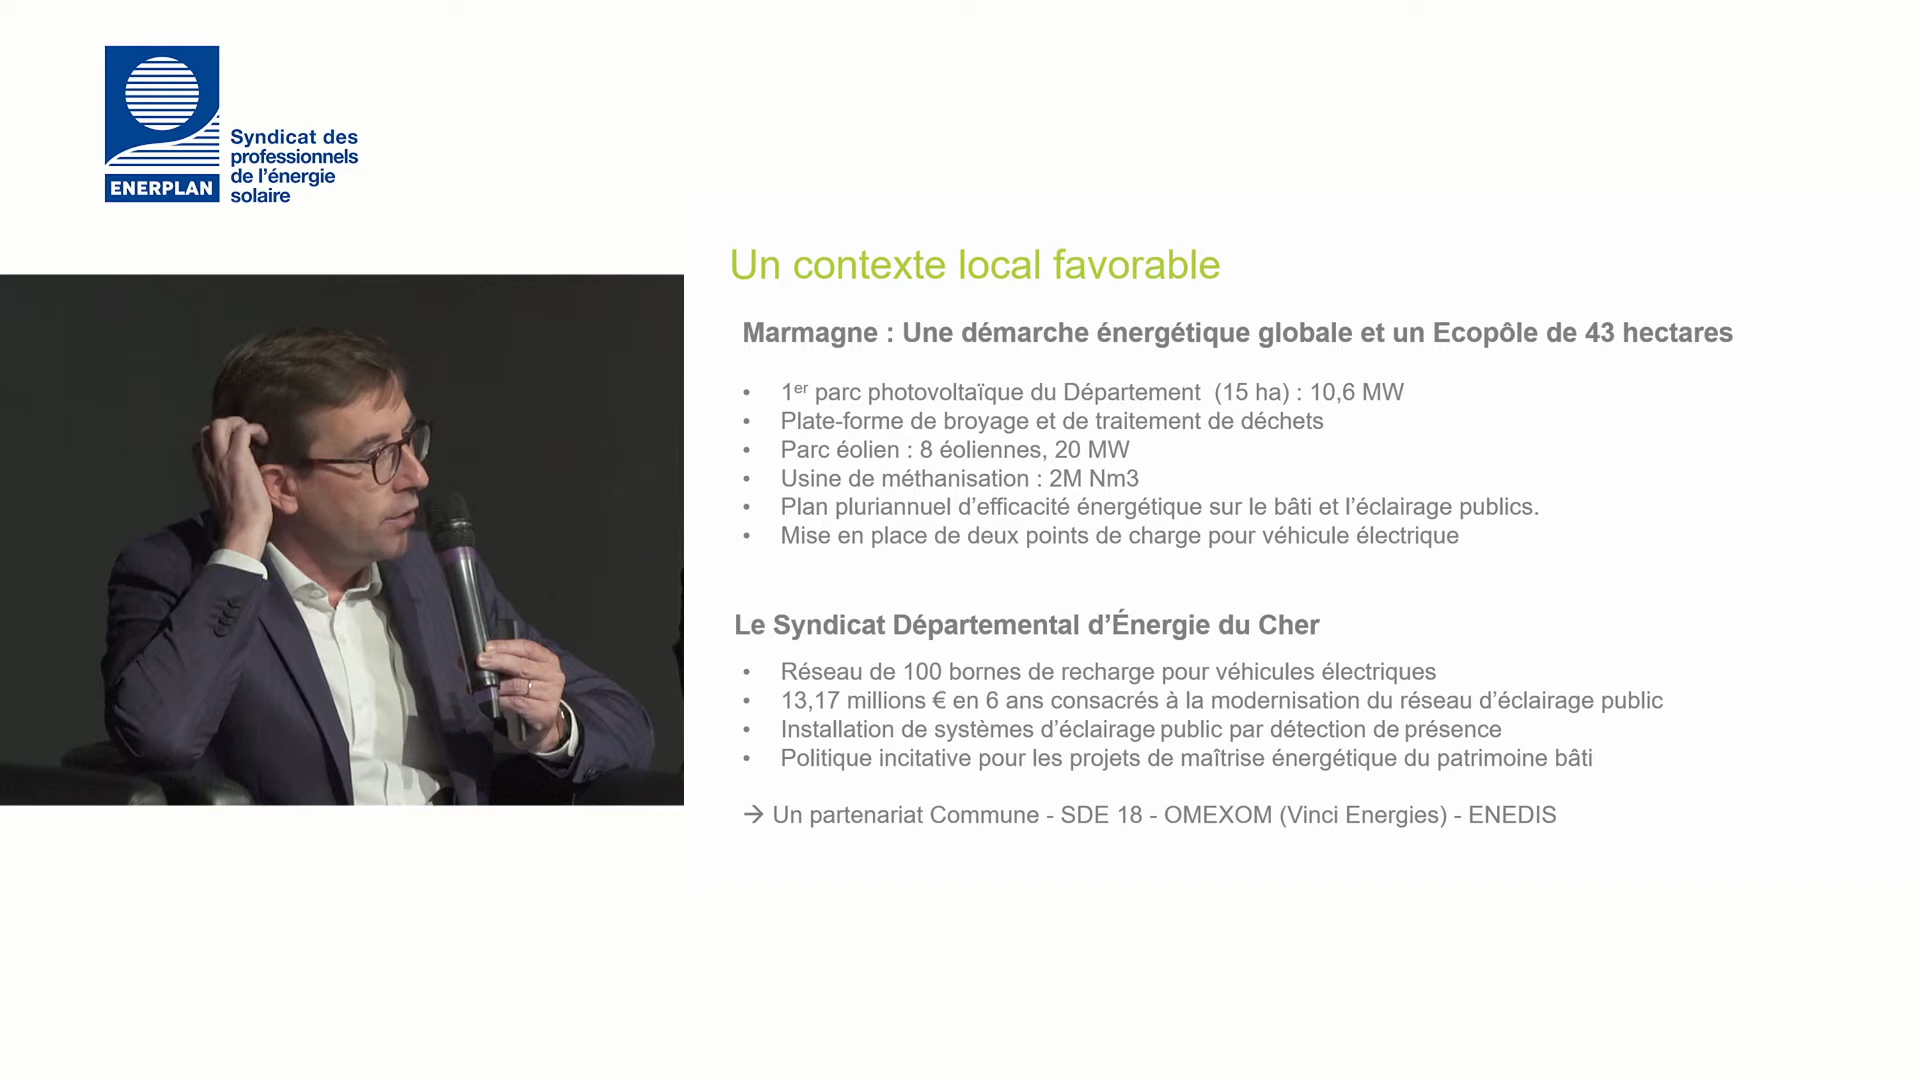 Syndicat des
professionnels
de l'énergie
solaire
ENERPLAN
Un contexte local favorable
Marmagne : Une démarche énergétique globale et un Ecopôle de 43 hectares
• 1er parc photovoltaïque du Département (15 ha) : 10,6 MW
• Plate-forme de broyage et de traitement de déchets
• Parc éolien : 8 éoliennes, 20 MW
• Usine de méthanisation : 2M Nm3
• Plan pluriannuel d’efficacité énergétique sur le bâti et l’éclairage publics.
• Mise en place de deux points de charge pour véhicule électrique
Le Syndicat Départemental d’Énergie du Cher
• Réseau de 100 bornes de recharge pour véhicules électriques
• 13,17 millions € en 6 ans consacrés à la modernisation du réseau d’éclairage public
• Installation de systèmes d’éclairage public par détection de présence
• Politique incitative pour les projets de maîtrise énergétique du patrimoine bâti
→ Un partenariat Commune - SDE 18 - OMEXOM (Vinci Energies) - ENEDIS